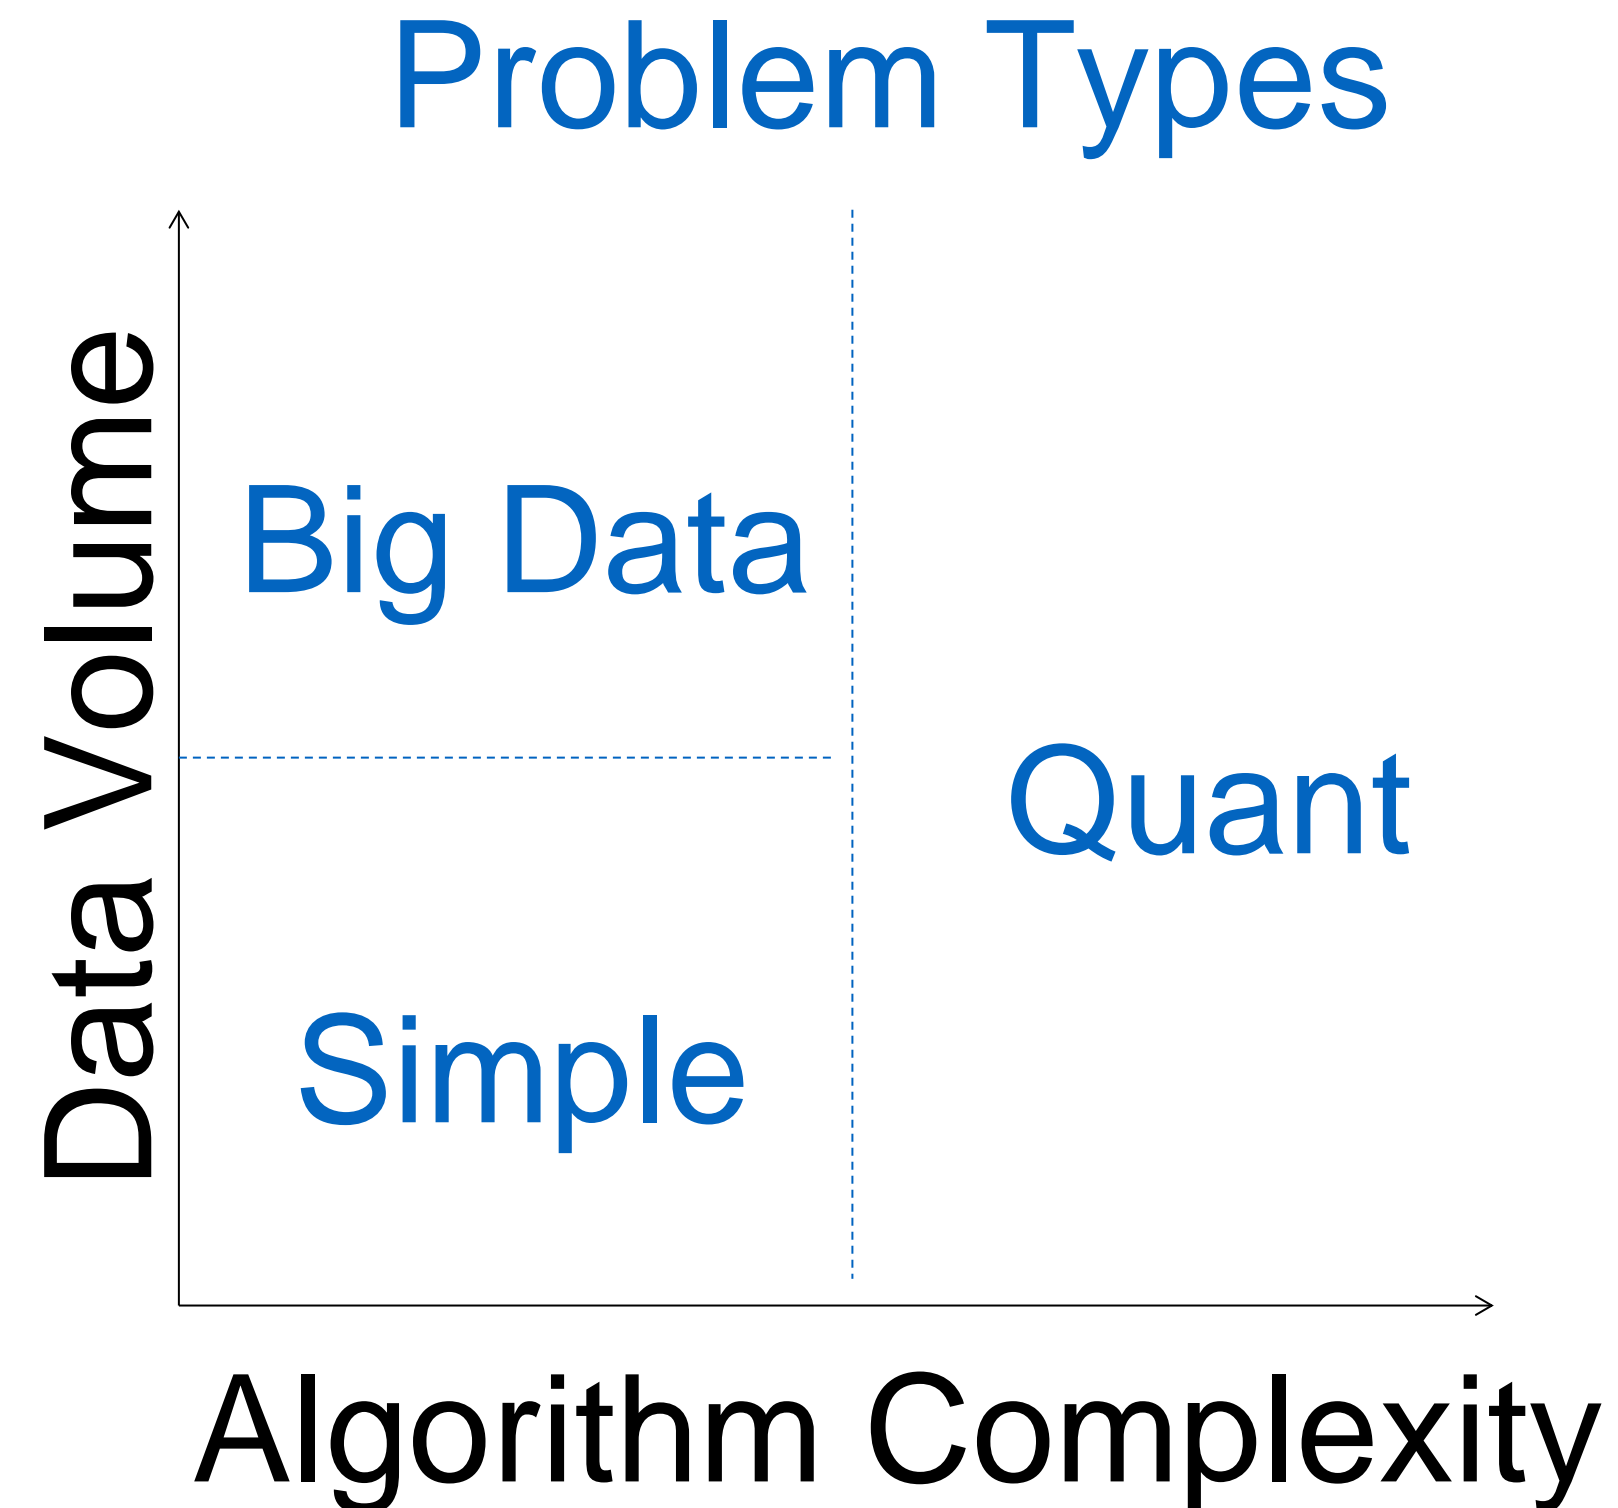 Problem Types
Data Volume
Big Data
Quant
Simple
Algorithm Complexity